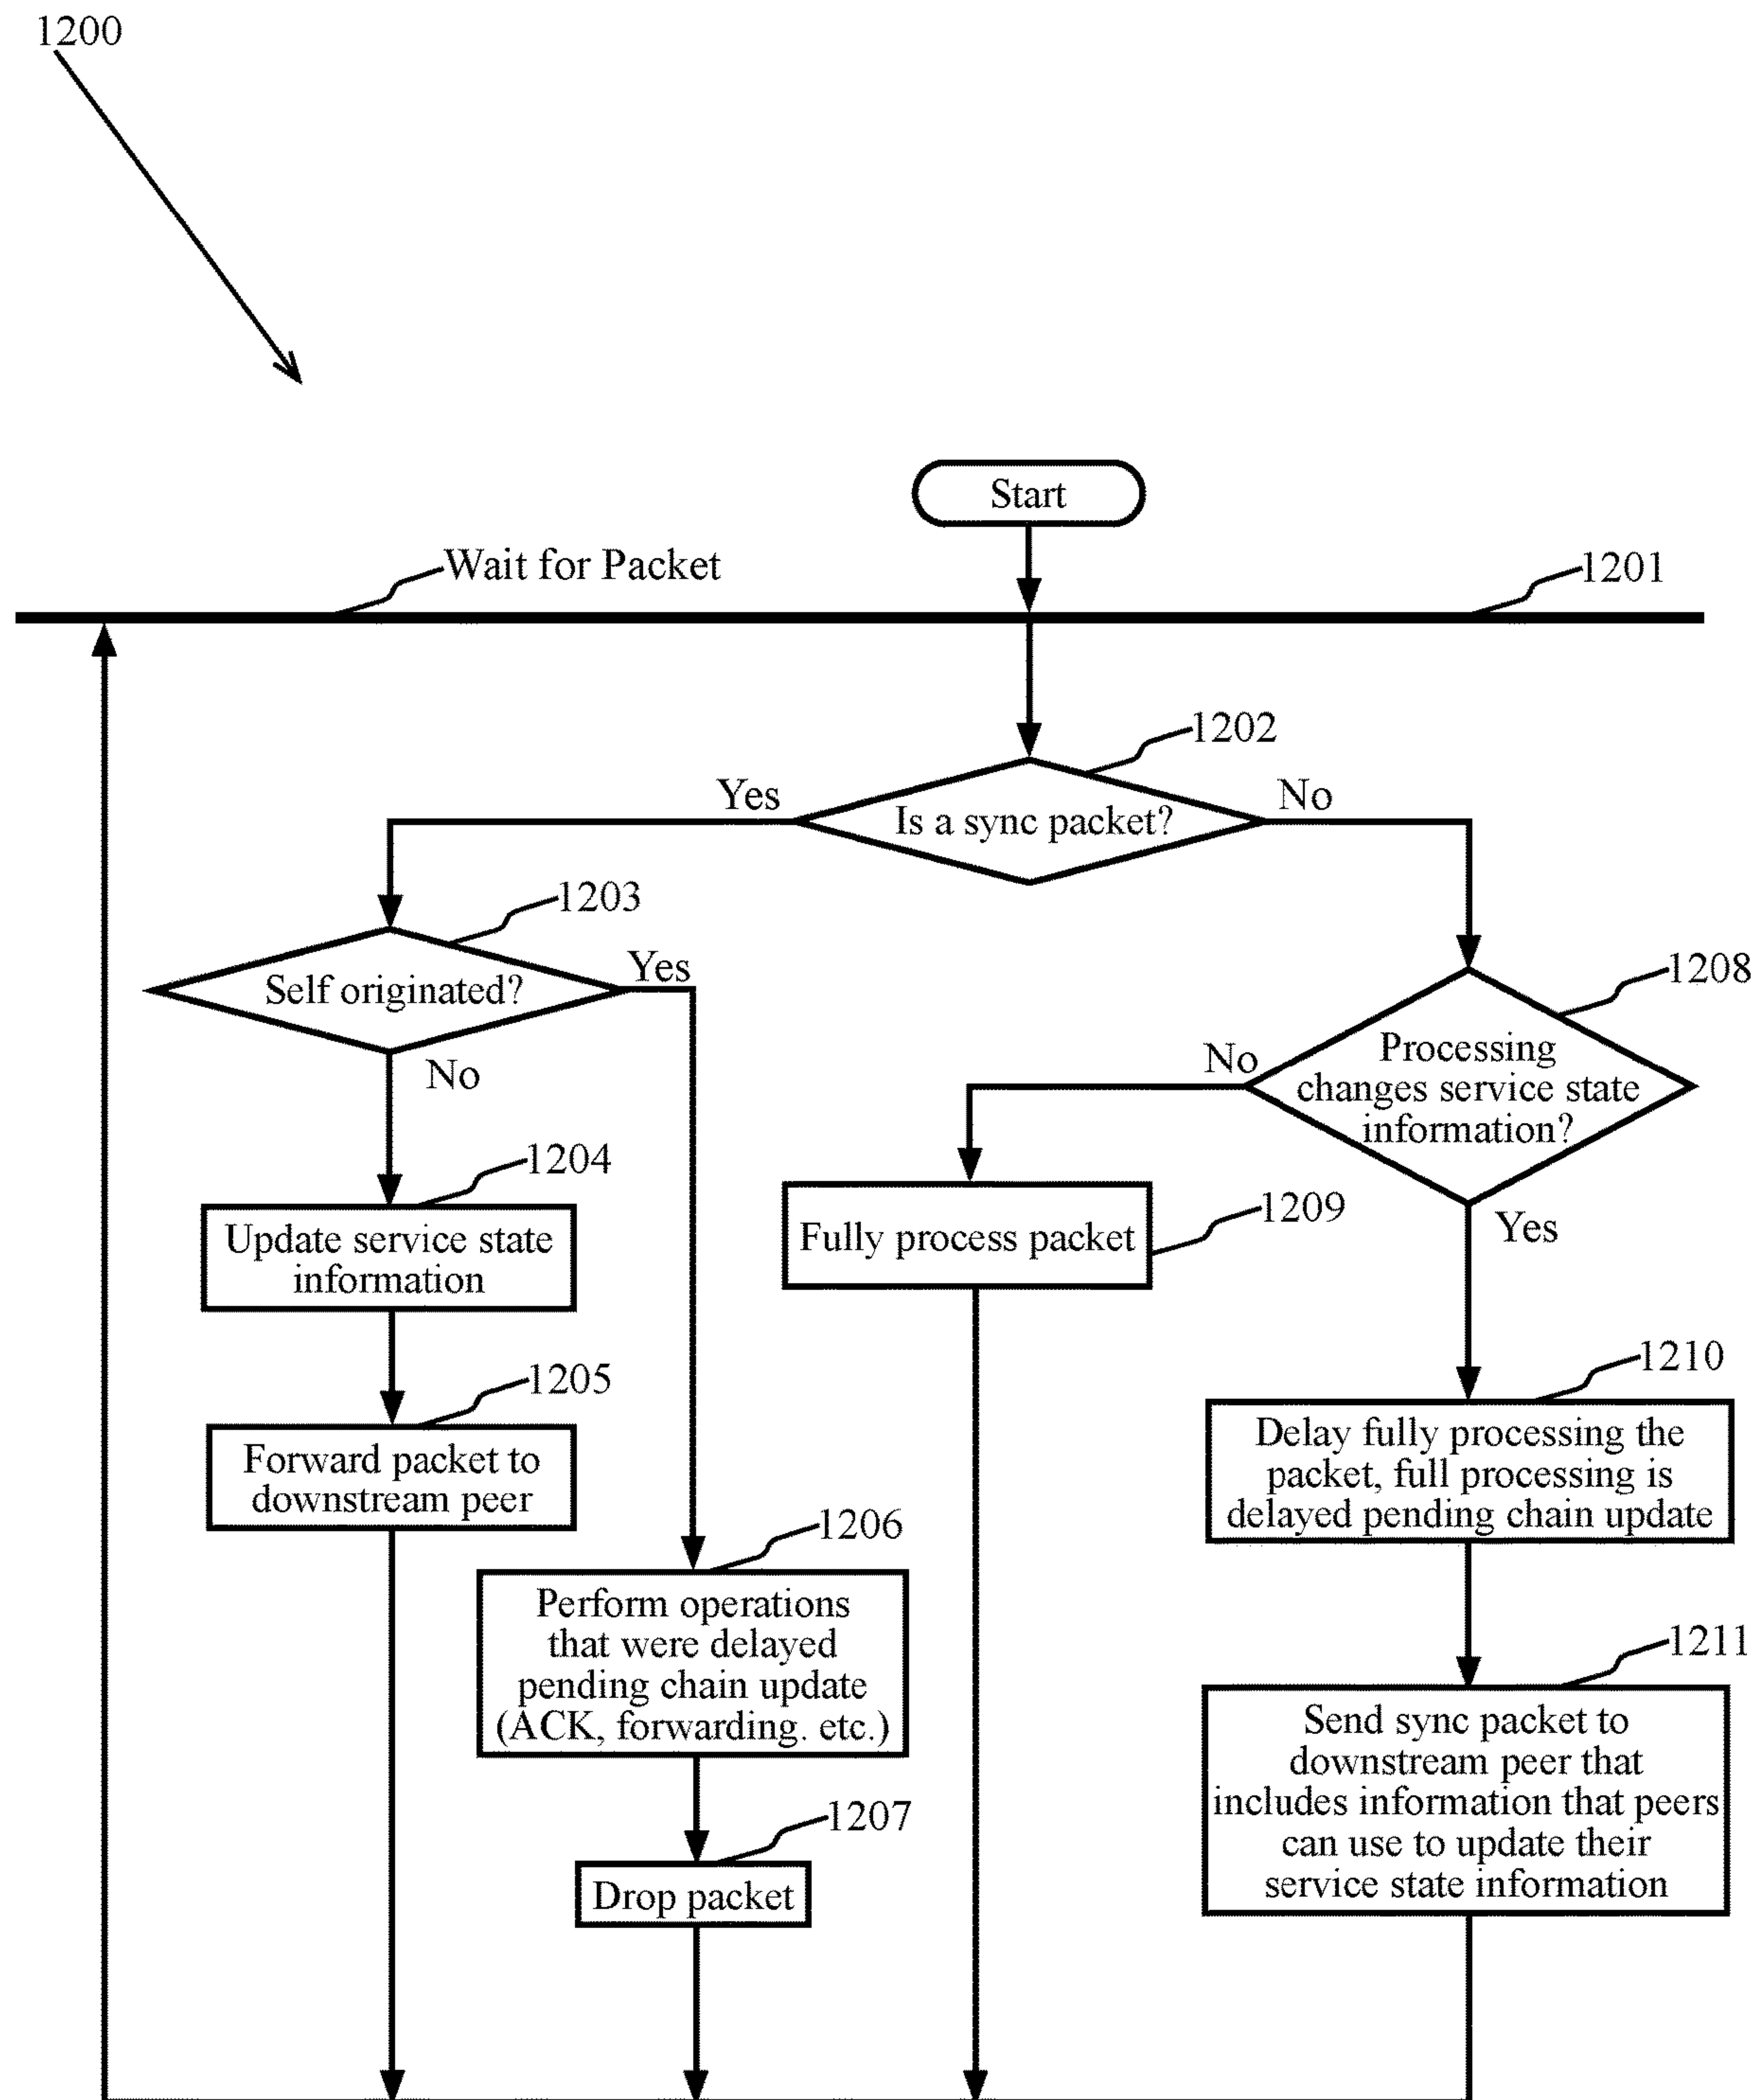 1200
Start
Wait for Packet
1201
1202
Yes
Is a sync packet?
No
1203
Self originated?
Yes
No
1208
Processing
changes service state
information?
No
Yes
1204
Update service state
information
1209
Fully process packet
1205
Forward packet to
downstream peer
1210
Delay fully processing the
packet, full processing is
delayed pending chain update
1206
Perform operations
that were delayed
pending chain update
(ACK, forwarding. etc.)
1211
Send sync packet to
downstream peer that
includes information that peers
can use to update their
service state information
1207
Drop packet